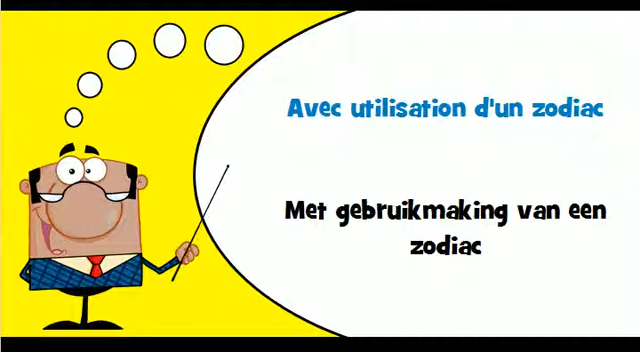 Avec utilisation d'un zodiac
Met gebruikmaking van een
zodiac